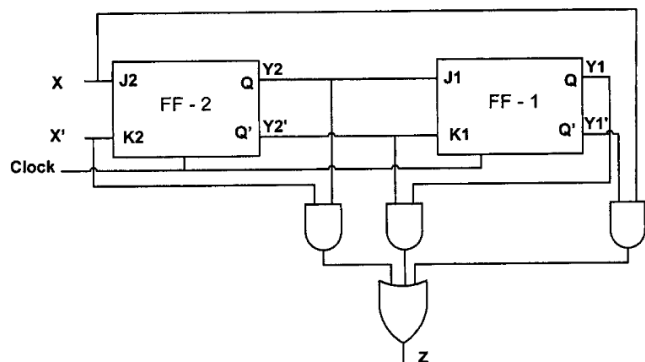 X J2 Q Y2 J1 Q Y1
FF - 2 FF - 1
X' K2 Q' Y2' K1 Q' Y1'
Clock
Z